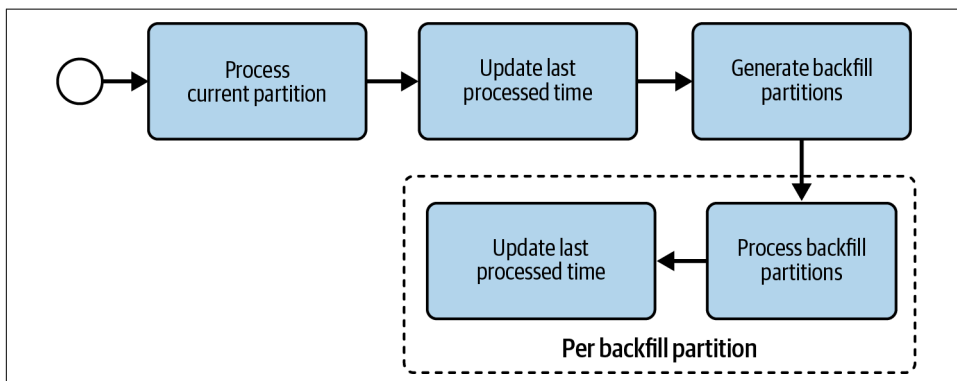 Process
current partition
Update last
processed time
Generate backfill
partitions
Process backfill
partitions
Update last
processed time
Per backfill partition